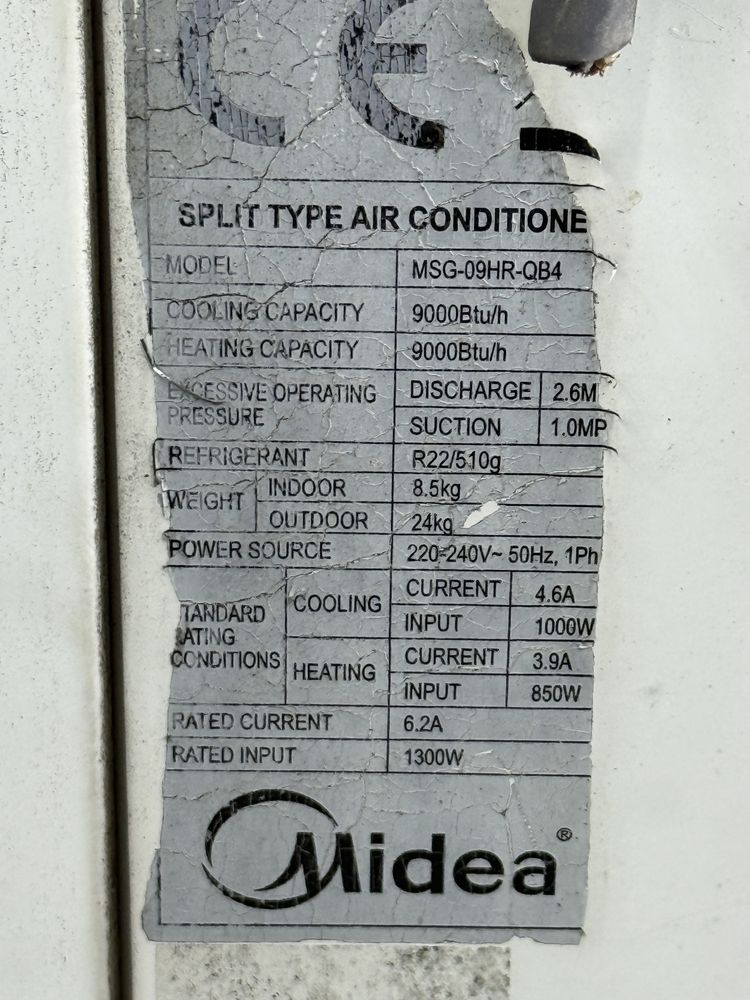 CE
SPLIT TYPE AIR CONDITIONE
MODEL MSG-09HR-QB4
COOLING CAPACITY 9000Btu/h
HEATING CAPACITY 9000Btu/h
EXCESSIVE OPERATING PRESSURE DISCHARGE 2.6M
SUCTION 1.0MP
REFRIGERANT R22/510g
WEIGHT INDOOR 8.5kg
OUTDOOR 24kg
POWER SOURCE 220-240V~ 50Hz, 1Ph
TANDARD RATING CONDITIONS COOLING CURRENT 4.6A
INPUT 1000W
HEATING CURRENT 3.9A
INPUT 850W
RATED CURRENT 6.2A
RATED INPUT 1300W
Midea®